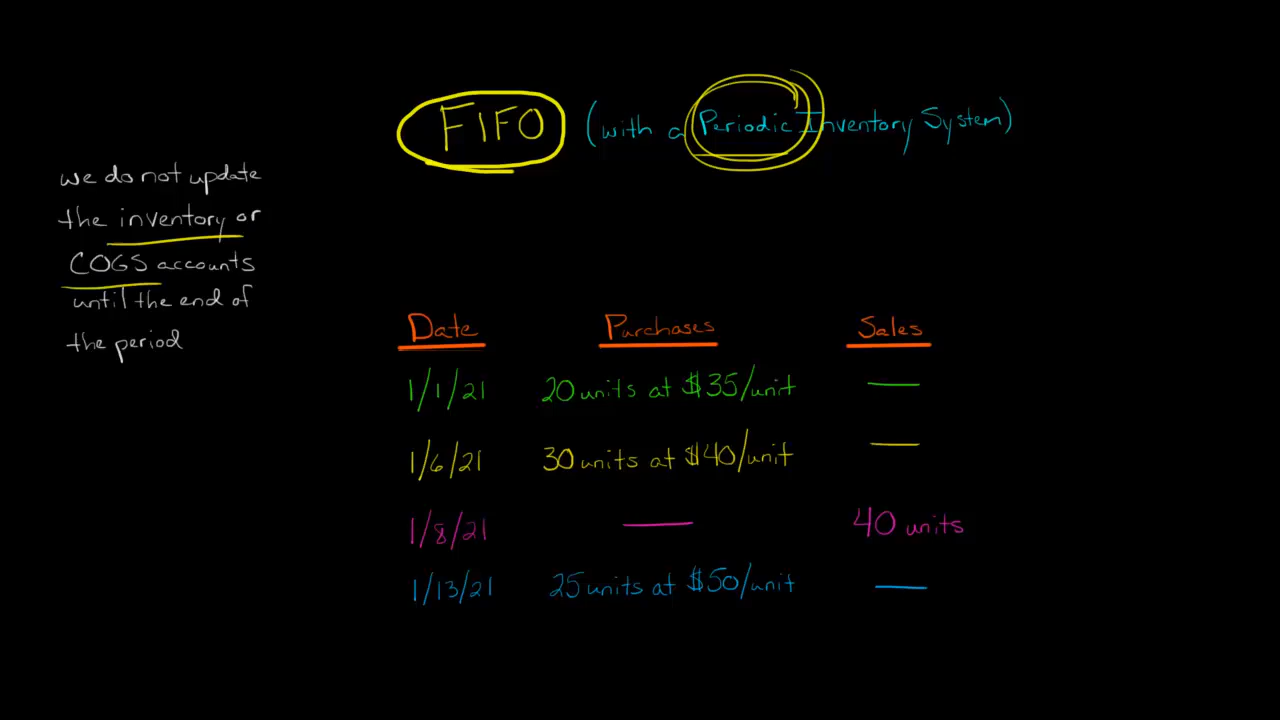 FIFO (with a Periodic Inventory System)
we do not update
the inventory or
COGS accounts
until the end of
the period
Date Purchases Sales
1/1/21 20 units at $35/unit —
1/6/21 30 units at $40/unit —
1/8/21 — 40 units
1/13/21 25 units at $50/unit —